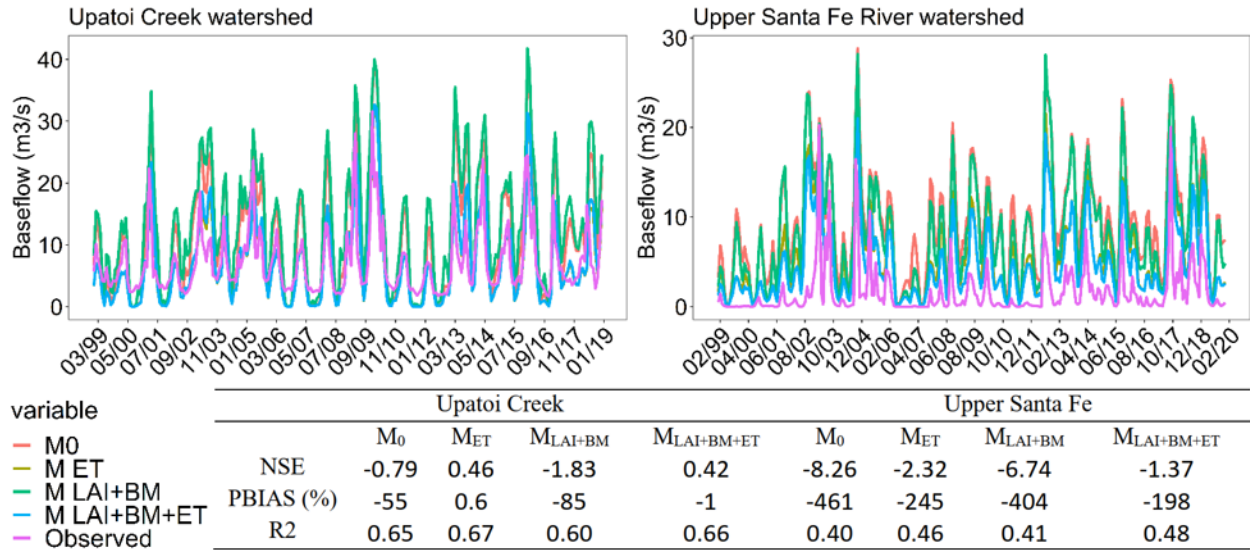 Upatoi Creek watershed
Upper Santa Fe River watershed
Baseflow (m3/s)
40
30
20
10
0
03/99 05/00 07/01 09/02 11/03 01/05 03/06 05/07 07/08 09/09 11/10 01/12 03/13 05/14 07/15 09/16 11/17 01/19
Baseflow (m3/s)
30
20
10
0
02/99 04/00 06/01 08/02 10/03 12/04 02/06 04/07 06/08 08/09 10/10 12/11 02/13 04/14 06/15 08/16 10/17 12/18 02/20
variable
M0
M ET
M LAI+BM
M LAI+BM+ET
Observed
Upatoi Creek Upper Santa Fe
M0 MET MLAI+BM MLAI+BM+ET M0 MET MLAI+BM MLAI+BM+ET
NSE -0.79 0.46 -1.83 0.42 -8.26 -2.32 -6.74 -1.37
PBIAS (%) -55 0.6 -85 -1 -461 -245 -404 -198
R2 0.65 0.67 0.60 0.66 0.40 0.46 0.41 0.48